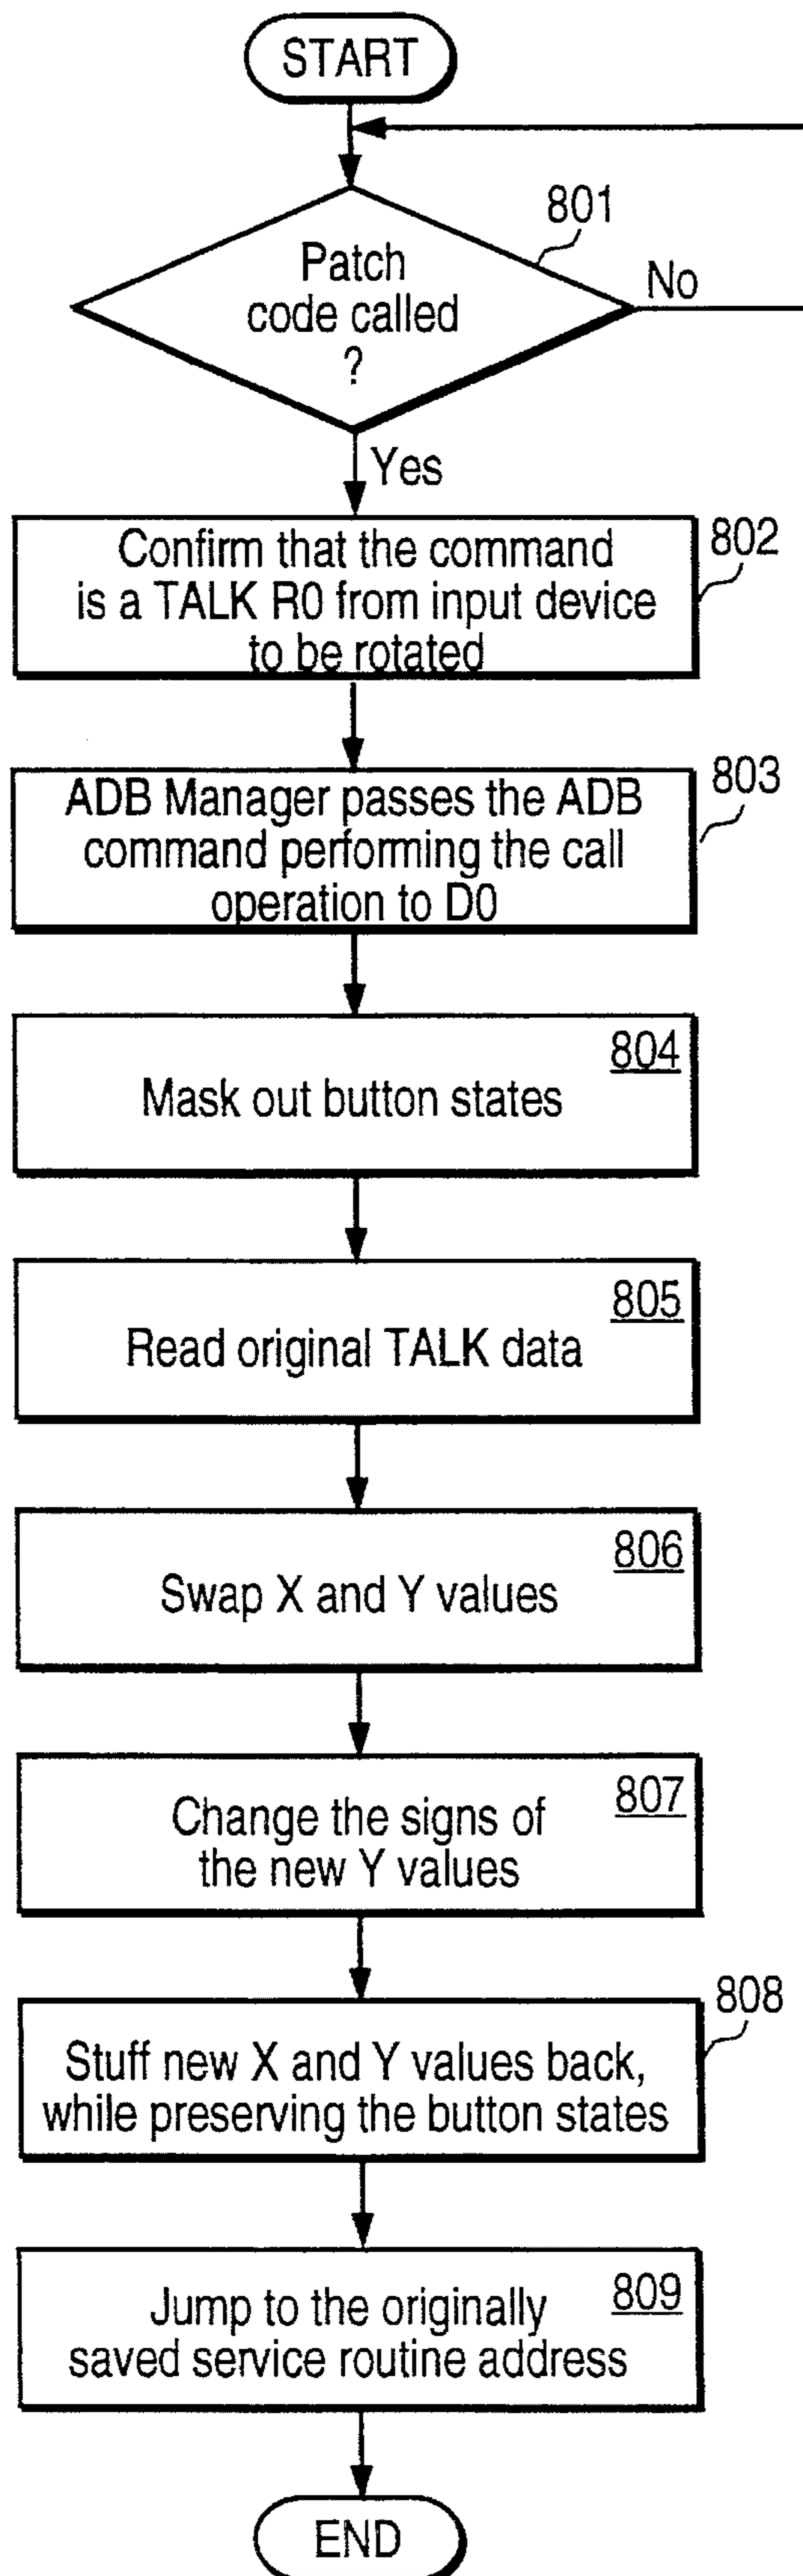 START
801
Patch
code called
?
No
Yes
802
Confirm that the command
is a TALK R0 from input device
to be rotated
803
ADB Manager passes the ADB
command performing the call
operation to D0
804
Mask out button states
805
Read original TALK data
806
Swap X and Y values
807
Change the signs of
the new Y values
808
Stuff new X and Y values back,
while preserving the button states
809
Jump to the originally
saved service routine address
END